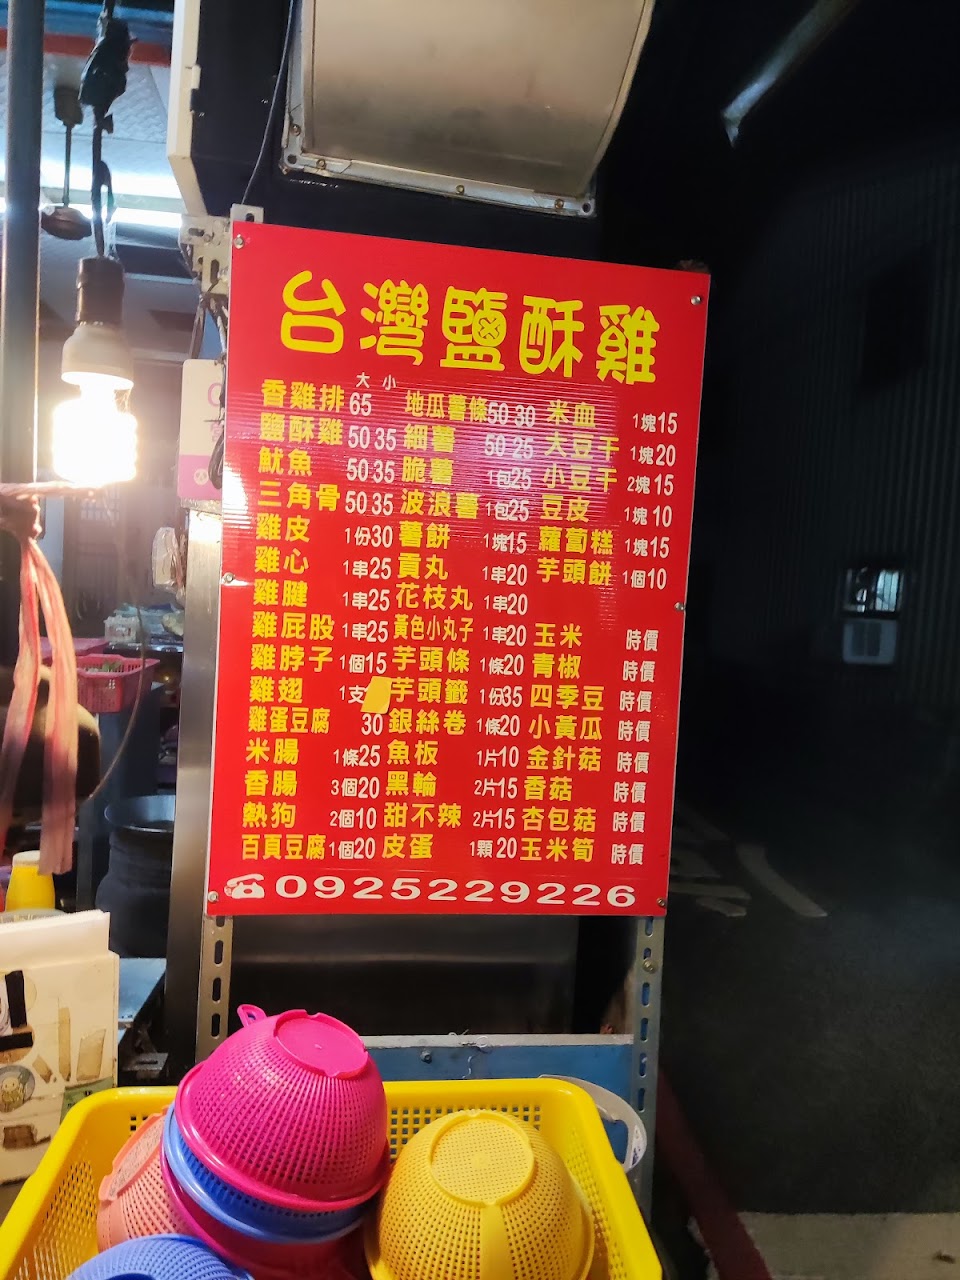 台灣鹽酥雞
大 小
香雞排 65 地瓜薯條 50 30 米血 1塊15
鹽酥雞 50 35 細薯 50 25 大豆干 1塊20
魷魚 50 35 脆薯 1包25 小豆干 2塊15
三角骨 50 35 波浪薯 1包25 豆皮 1塊10
雞皮 1份30 薯餅 1塊15 蘿蔔糕 1塊15
雞心 1串25 貢丸 1串20 芋頭餅 1個10
雞腱 1串25 花枝丸 1串20
雞屁股 1串25 黃色小丸子 1串20 玉米 時價
雞脖子 1個15 芋頭條 1條20 青椒 時價
雞翅 1支 芋頭籤 1份35 四季豆 時價
雞蛋豆腐 30 銀絲卷 1條20 小黃瓜 時價
米腸 1條25 魚板 1片10 金針菇 時價
香腸 3個20 黑輪 2片15 香菇 時價
熱狗 2個10 甜不辣 2片15 杏包菇 時價
百頁豆腐 1個20 皮蛋 1顆20 玉米筍 時價
0925229226